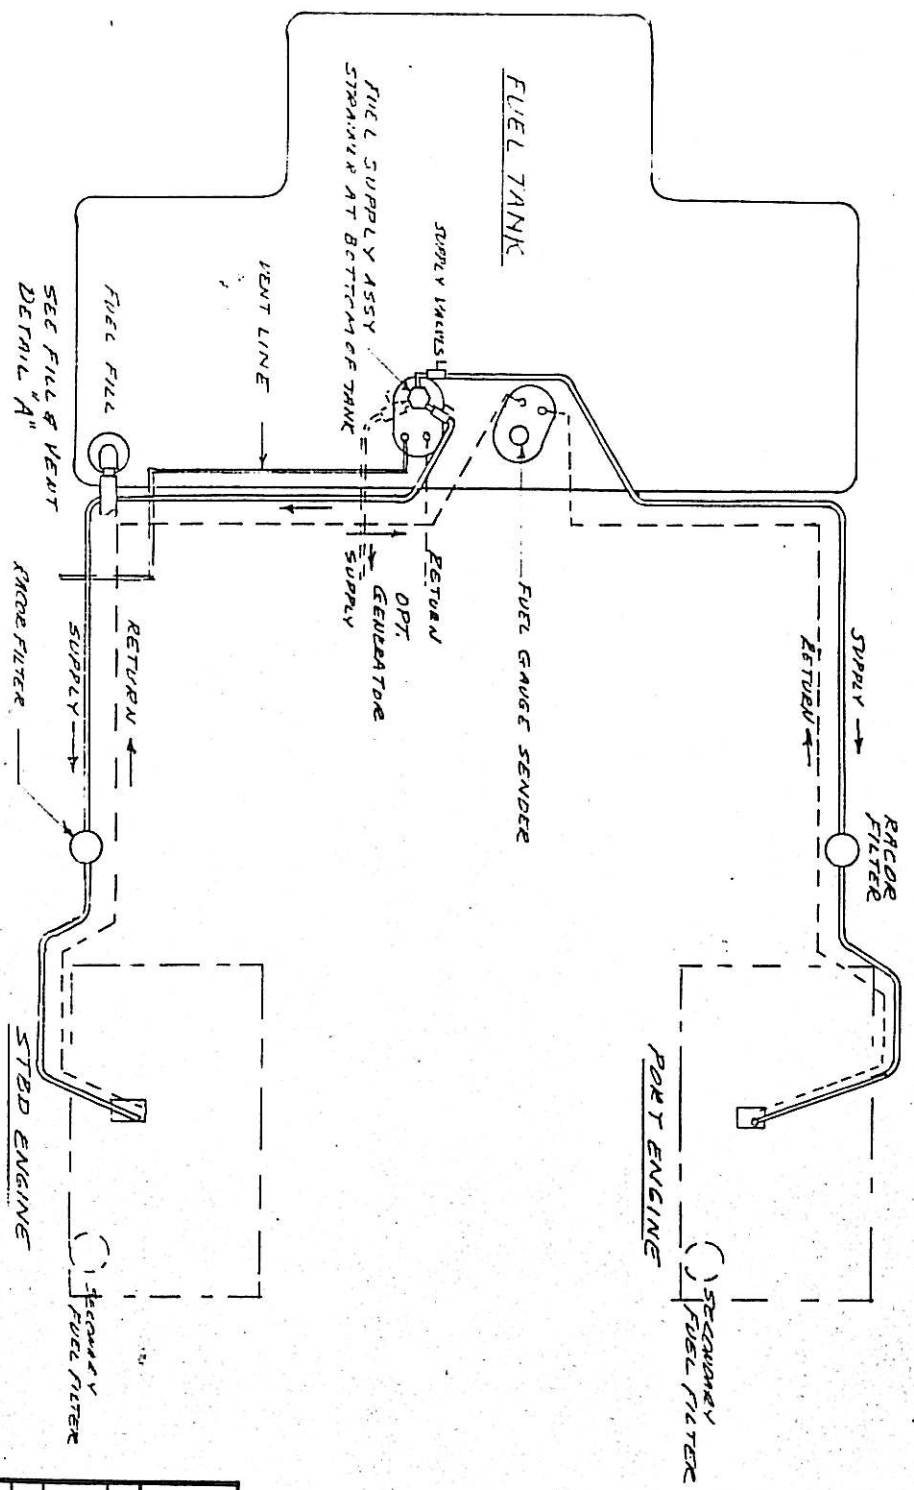 FUEL TANK
FUEL SUPPLY ASSY
STRAINER AT BOTTOM OF TANK
SUPPLY VALVES
VENT LINE
FUEL FILL
SEE FILL & VENT
DETAIL "A"
SUPPLY
RETURN
RACOR
FILTER
FUEL GAUGE SENDER
RETURN
OPT.
GENERATOR
SUPPLY
RETURN
SUPPLY
RACOR FILTER
PORT ENGINE
SECONDARY
FUEL FILTER
STBD ENGINE
SECONDARY
FUEL FILTER